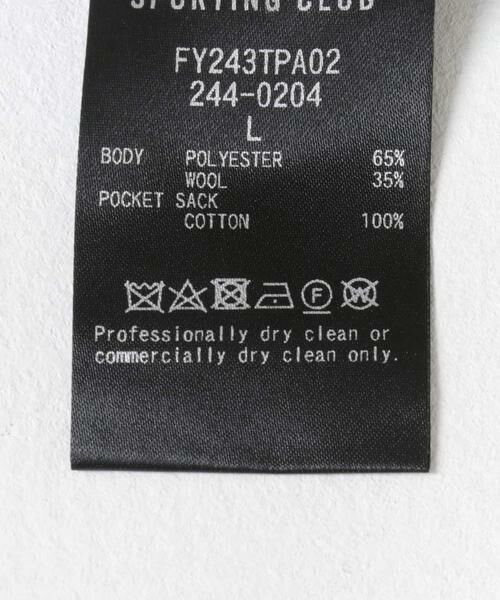 SPORTING CLUB
FY243TPA02
244-0204
L
BODY POLYESTER 65%
WOOL 35%
POCKET SACK
COTTON 100%
F W
Professionally dry clean or
commercially dry clean only.